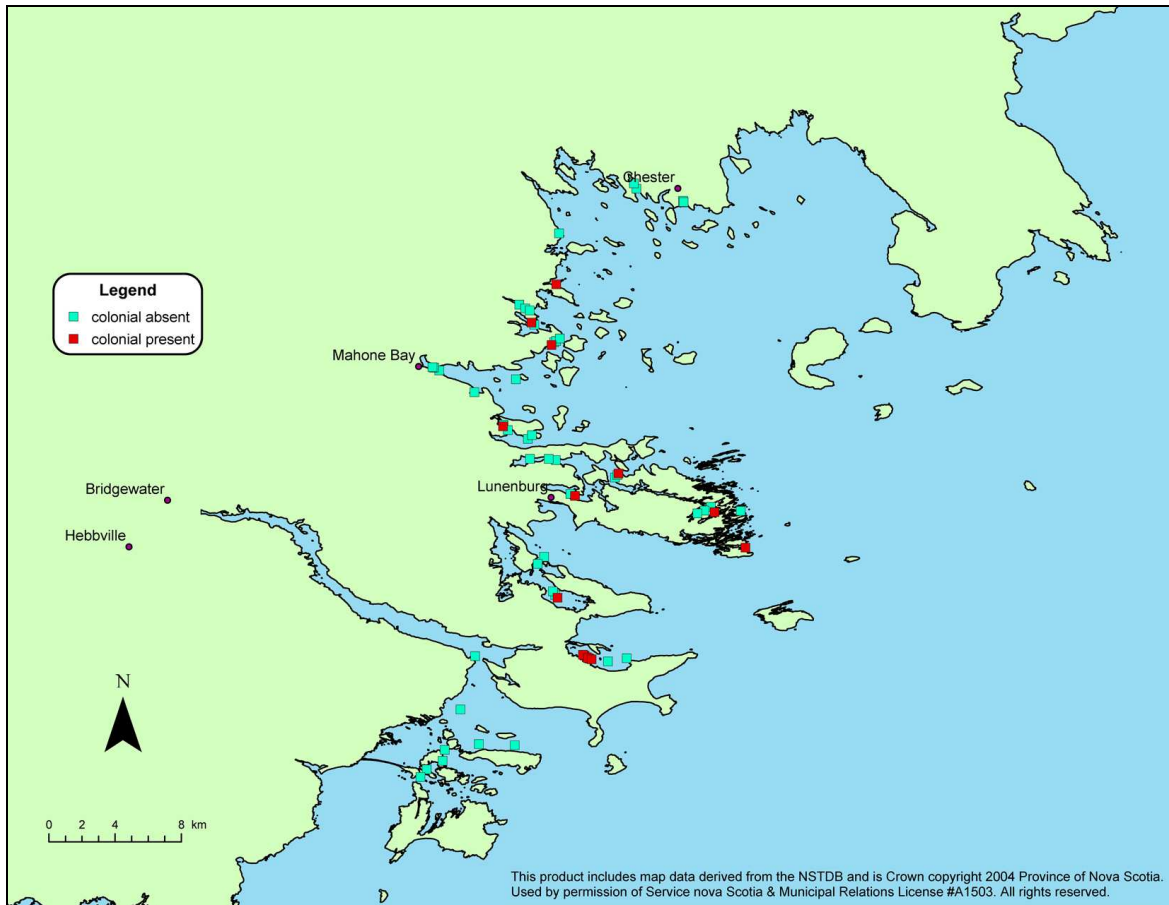 Chester
Legend
colonial absent
colonial present
Mahone Bay
Lunenburg
Bridgewater
Hebbville
N
0 2 4 8 km
This product includes map data derived from the NSTDB and is Crown copyright 2004 Province of Nova Scotia.
Used by permission of Service nova Scotia & Municipal Relations License #A1503. All rights reserved.